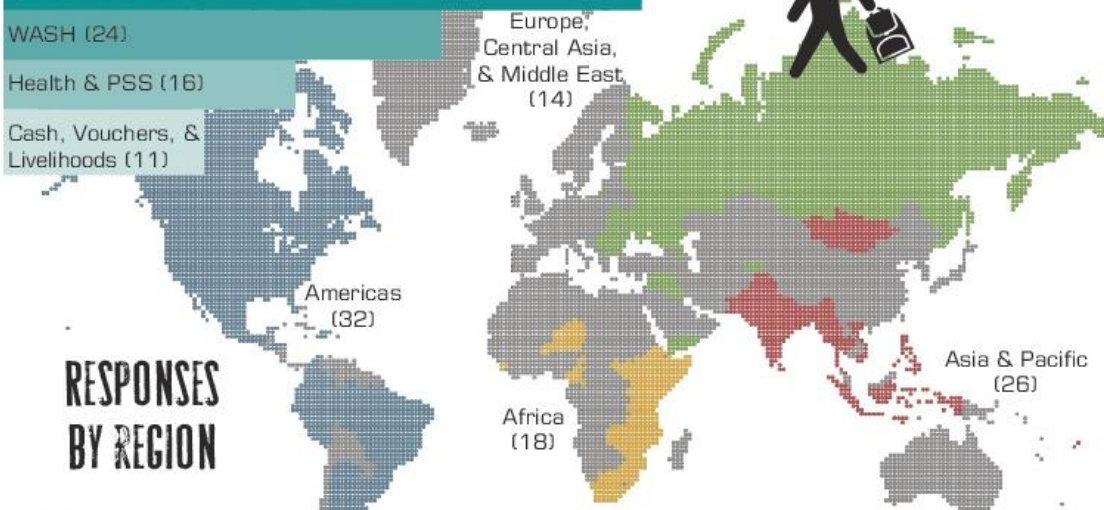 WASH (24)
Health & PSS (16)
Cash, Vouchers, &
Livelihoods (11)
Europe,
Central Asia,
& Middle East
(14)
Americas
(32)
RESPONSES
BY REGION
Africa
(18)
Asia & Pacific
(26)